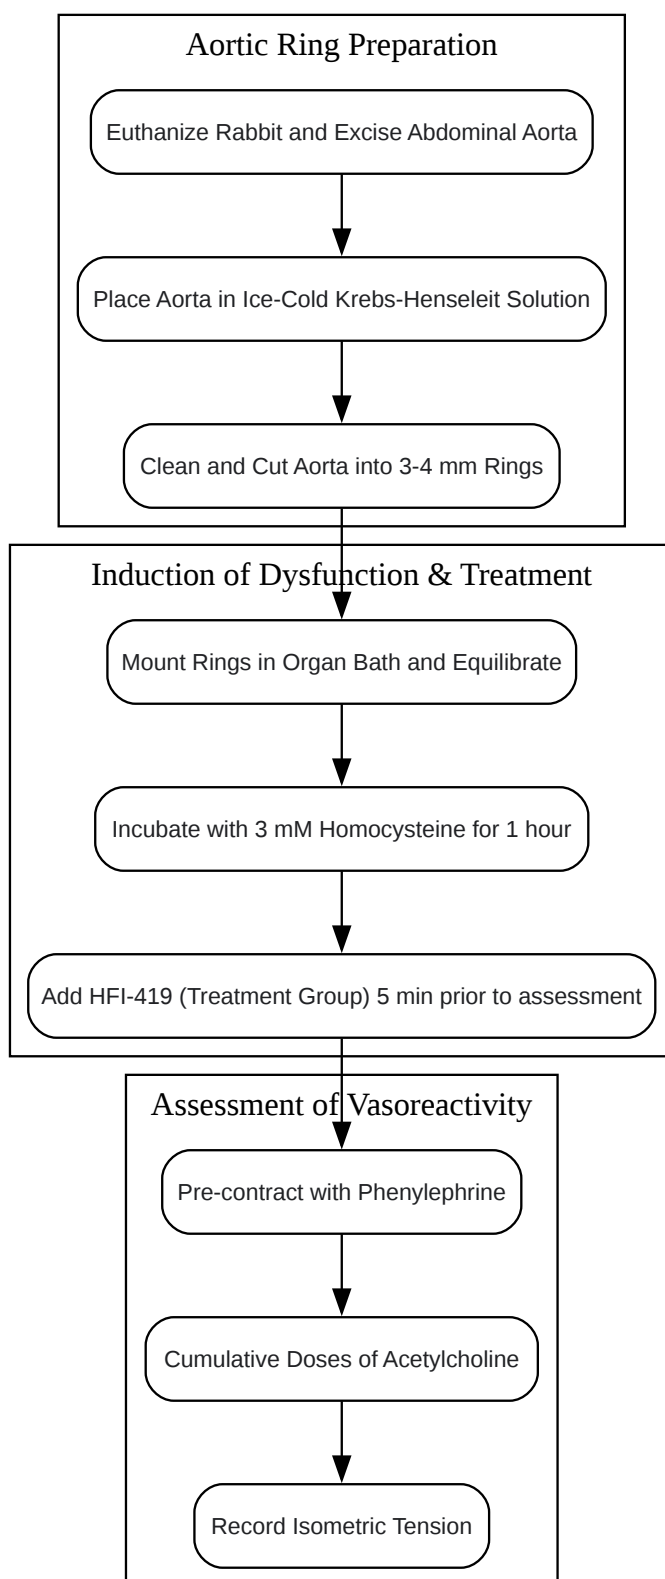 Aortic Ring Preparation
Euthanize Rabbit and Excise Abdominal Aorta
Place Aorta in Ice-Cold Krebs-Henseleit Solution
Clean and Cut Aorta into 3-4 mm Rings
Induction of Dysfunction & Treatment
Mount Rings in Organ Bath and Equilibrate
Incubate with 3 mM Homocysteine for 1 hour
Add HFI-419 (Treatment Group) 5 min prior to assessment
Assessment of Vasoreactivity
Pre-contract with Phenylephrine
Cumulative Doses of Acetylcholine
Record Isometric Tension